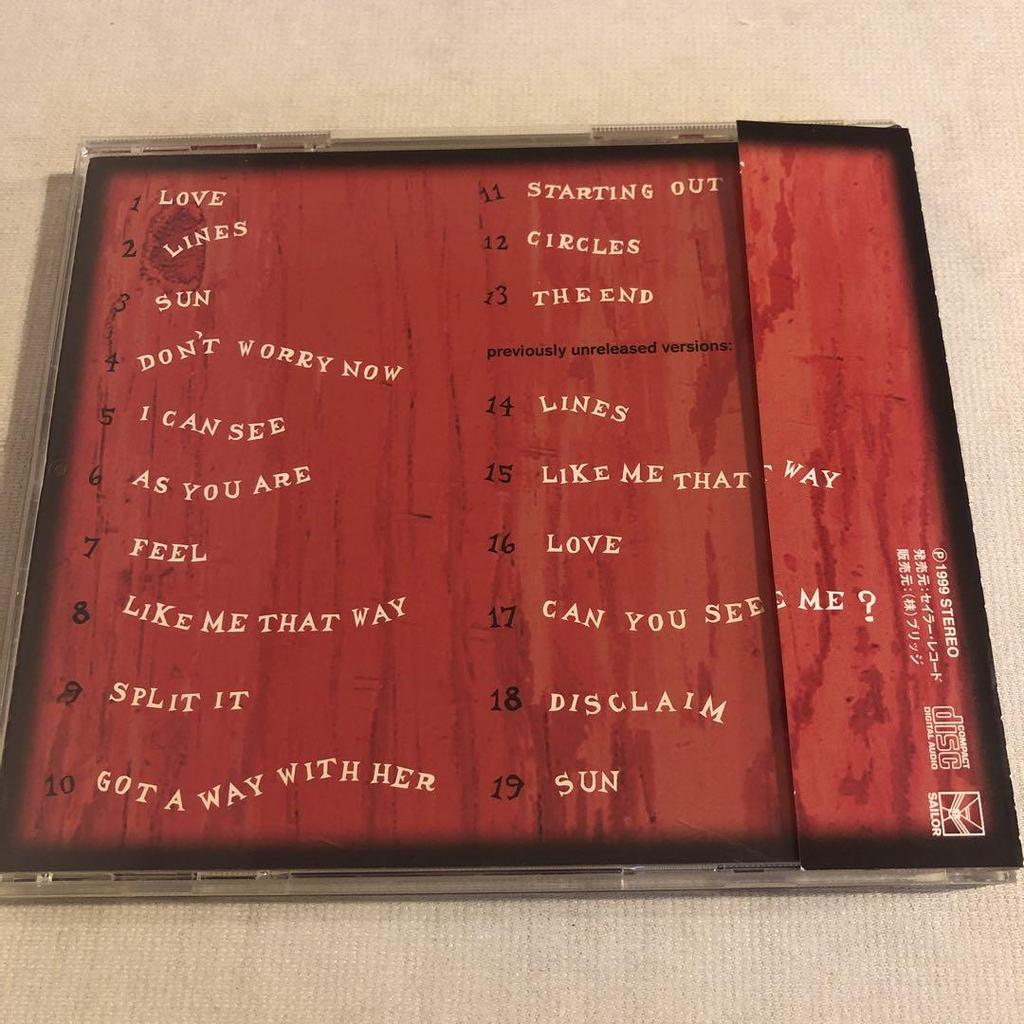 1 LOVE
2 LINES
3 SUN
4 DON'T WORRY NOW
5 I CAN SEE
6 AS YOU ARE
7 FEEL
8 LIKE ME THAT WAY
9 SPLIT IT
10 GOT A WAY WITH HER
11 STARTING OUT
12 CIRCLES
13 THE END
previously unreleased versions:
14 LINES
15 LIKE ME THAT WAY
16 LOVE
17 CAN YOU SEE ME?
18 DISCLAIM
19 SUN
℗1999 STEREO
発売元:セイラー・レコード
販売元:(株)ブリッジ
COMPACT
disc
DIGITAL AUDIO
SAILOR